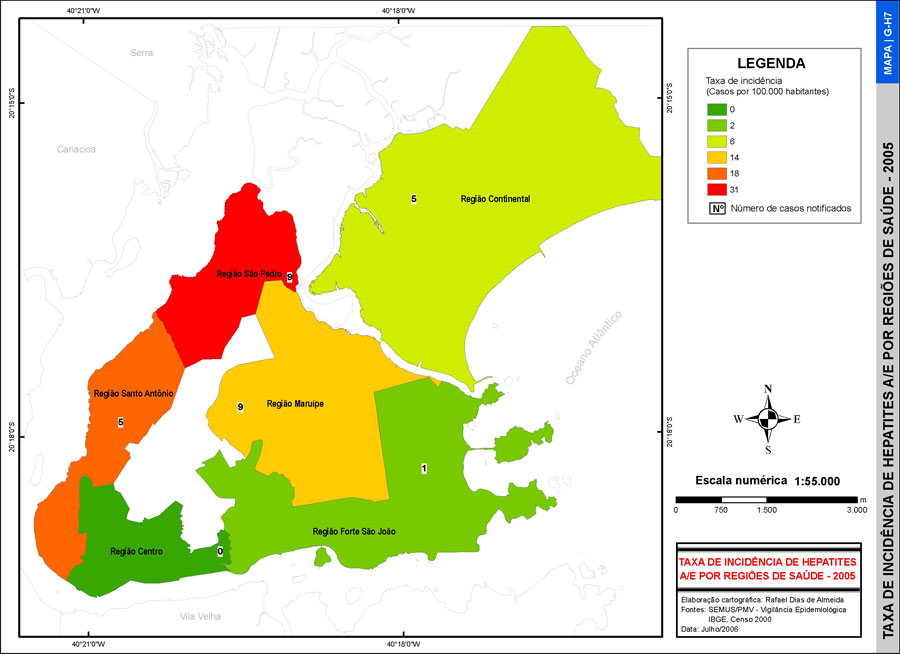 40°21'0"W
40°18'0"W
Serra
Cariacica
20°15'0"S
20°15'0"S
5
Região Continental
Região São Pedro
9
Oceano Atlântico
Região Santo Antônio
5
9
Região Maruipe
20°18'0"S
20°18'0"S
1
Região Forte São João
Região Centro
0
Vila Velha
40°21'0"W
40°18'0"W
LEGENDA
Taxa de incidência
(Casos por 100.000 habitantes)
0
2
6
14
18
31
Nº Número de casos notificados
N
W E
S
Escala numérica 1:55.000
m
0 750 1.500 3.000
TAXA DE INCIDÊNCIA DE HEPATITES
A/E POR REGIÕES DE SAÚDE - 2005
Elaboração cartográfica: Rafael Dias de Almeida
Fontes: SEMUS/PMV - Vigilância Epidemiológica
IBGE, Censo 2000
Data: Julho/2006
MAPA | G-H7
TAXA DE INCIDÊNCIA DE HEPATITES A/E POR REGIÕES DE SAÚDE - 2005